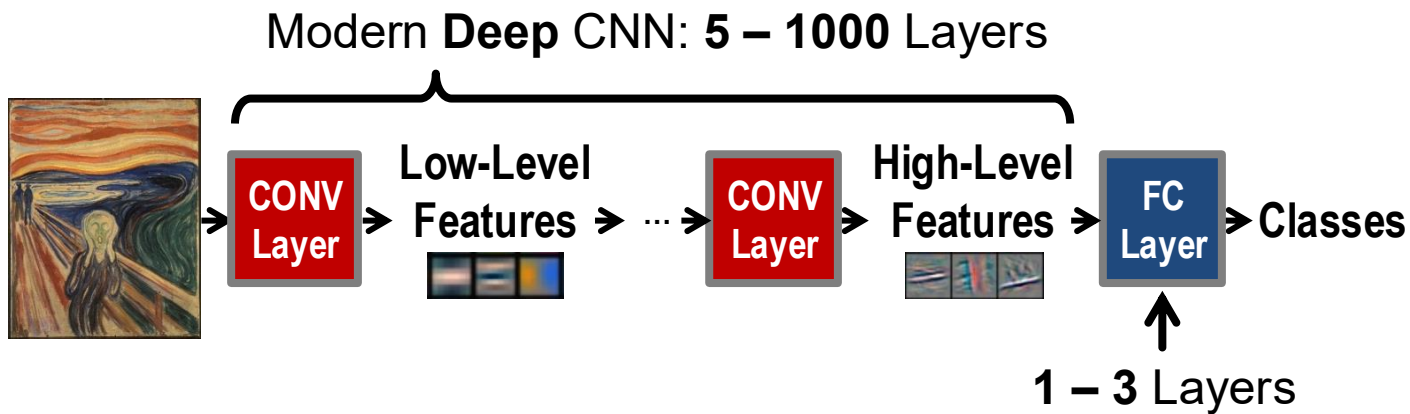 Modern Deep CNN: 5 – 1000 Layers
CONV
Layer
Low-Level
Features
...
CONV
Layer
High-Level
Features
FC
Layer
Classes
1 – 3 Layers